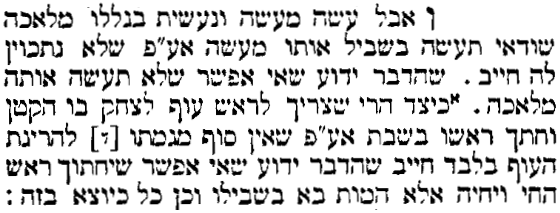 ו אבל עשה מעשה ונעשית בגללו מלאכה
שודאי תעשה בשביל אותו מעשה אע״פ שלא נתכוין
לה חייב. שהדבר ידוע שאי אפשר שלא תעשה אותה
מלאכה. אכיצד הרי שצריך לראש עוף לצחק בו הקטן
וחתך ראשו בשבת אע״פ שאין סוף מגמתו [ז] להריגת
העוף בלבד חייב שהדבר ידוע שאי אפשר שיחתוך ראש
החי ויחיה אלא המות בא בשבילו וכן כל כיוצא בזה: